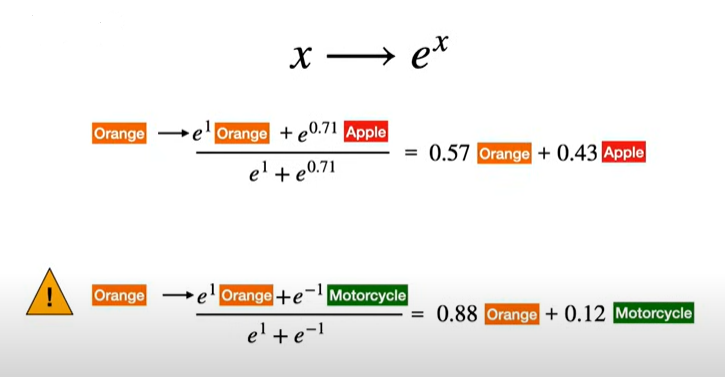 x ⟶ e^x
Orange ⟶ e^1 Orange + e^0.71 Apple
e^1 + e^0.71
= 0.57 Orange + 0.43 Apple
! Orange ⟶ e^1 Orange + e^−1 Motorcycle
e^1 + e^−1
= 0.88 Orange + 0.12 Motorcycle